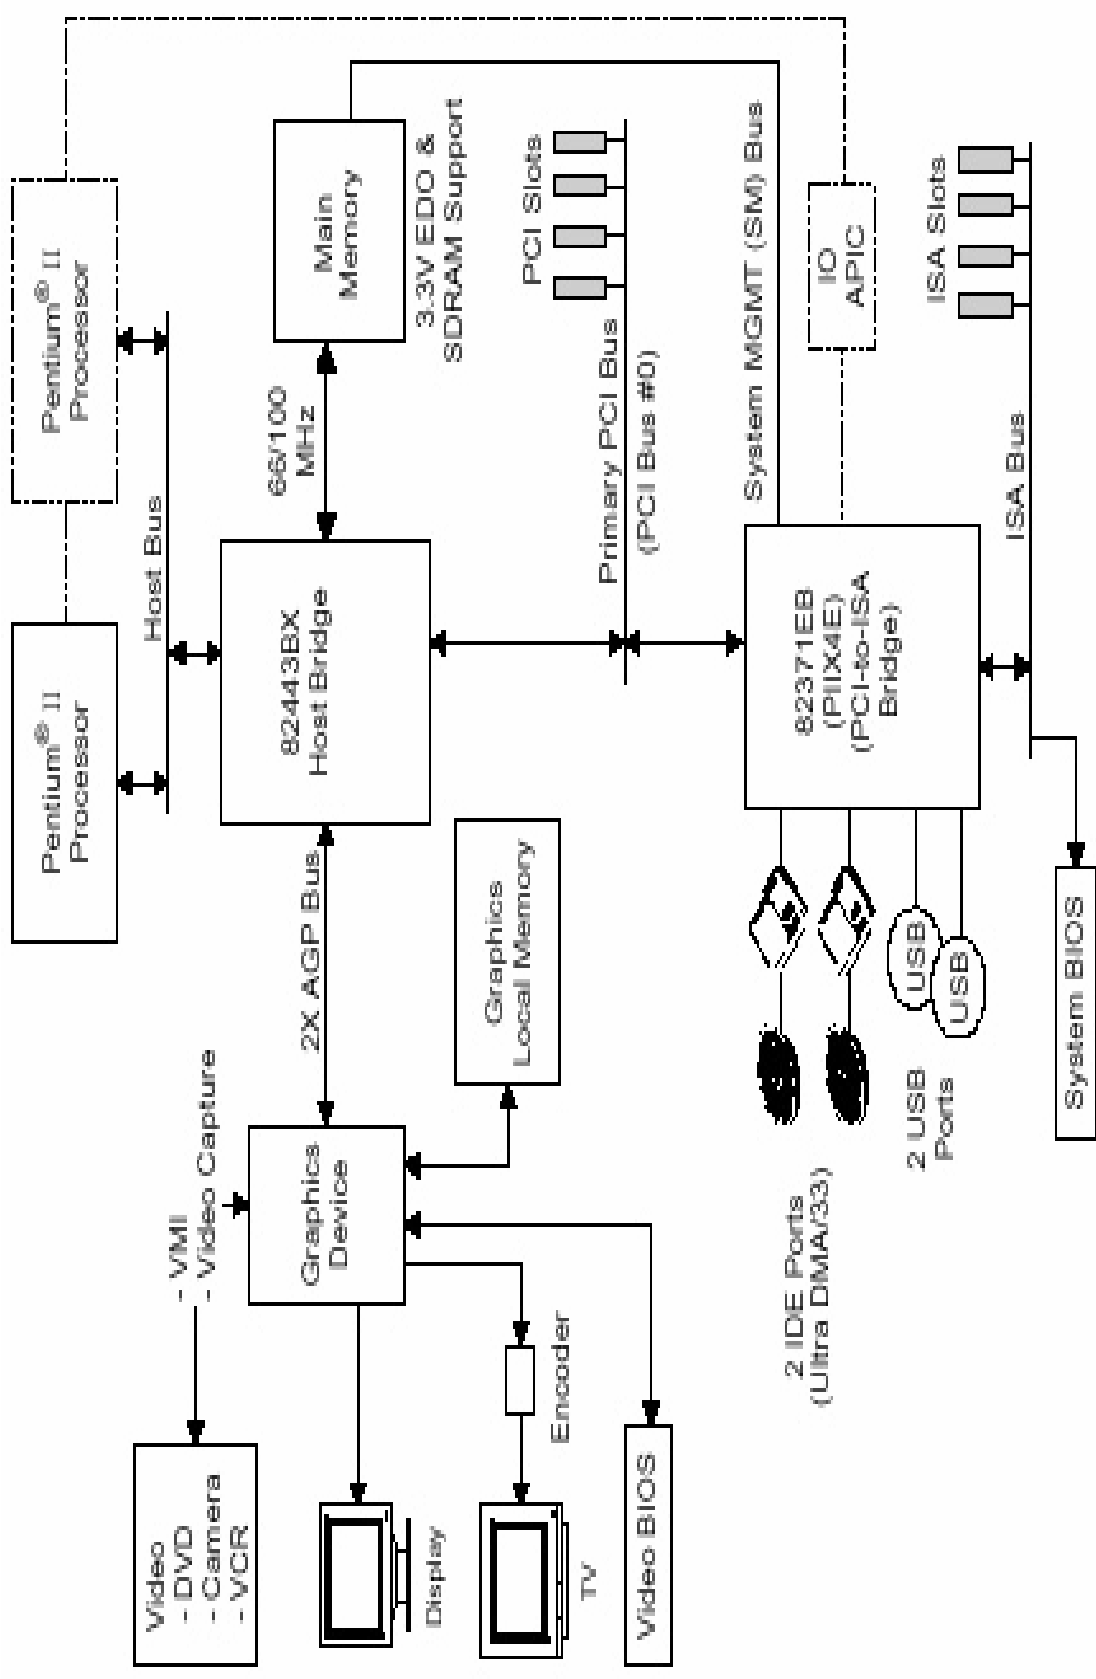 Pentium® II
Processor
Pentium® II
Processor
Host Bus
Video
- DVD
- Camera
- VCR
- VMI
- Video Capture
Graphics
Device
2X AGP Bus
82443BX
Host Bridge
66/100
MHz
Main
Memory
3.3V EDO &
SDRAM Support
Display
Encoder
TV
Graphics
Local Memory
Video BIOS
PCI Slots
Primary PCI Bus
(PCI Bus #0)
System MGMT (SM) Bus
2 IDE Ports
(Ultra DMA/33)
82371EB
(PIIX4E)
(PCI-to-ISA
Bridge)
IO
APIC
USB
USB
2 USB
Ports
ISA Slots
ISA Bus
System BIOS